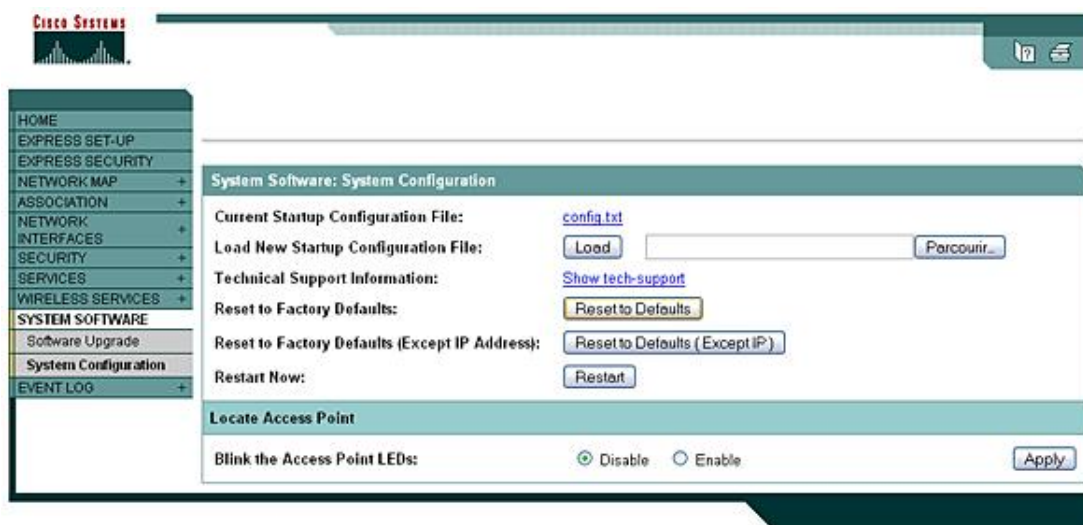 CISCO SYSTEMS
HOME
EXPRESS SET-UP
EXPRESS SECURITY
NETWORK MAP +
ASSOCIATION +
NETWORK
INTERFACES +
SECURITY +
SERVICES +
WIRELESS SERVICES +
SYSTEM SOFTWARE
Software Upgrade
System Configuration
EVENT LOG +
System Software: System Configuration
Current Startup Configuration File: config.txt
Load New Startup Configuration File: Load Parcourir...
Technical Support Information: Show tech-support
Reset to Factory Defaults: Reset to Defaults
Reset to Factory Defaults (Except IP Address): Reset to Defaults (Except IP)
Restart Now: Restart
Locate Access Point
Blink the Access Point LEDs: Disable Enable Apply